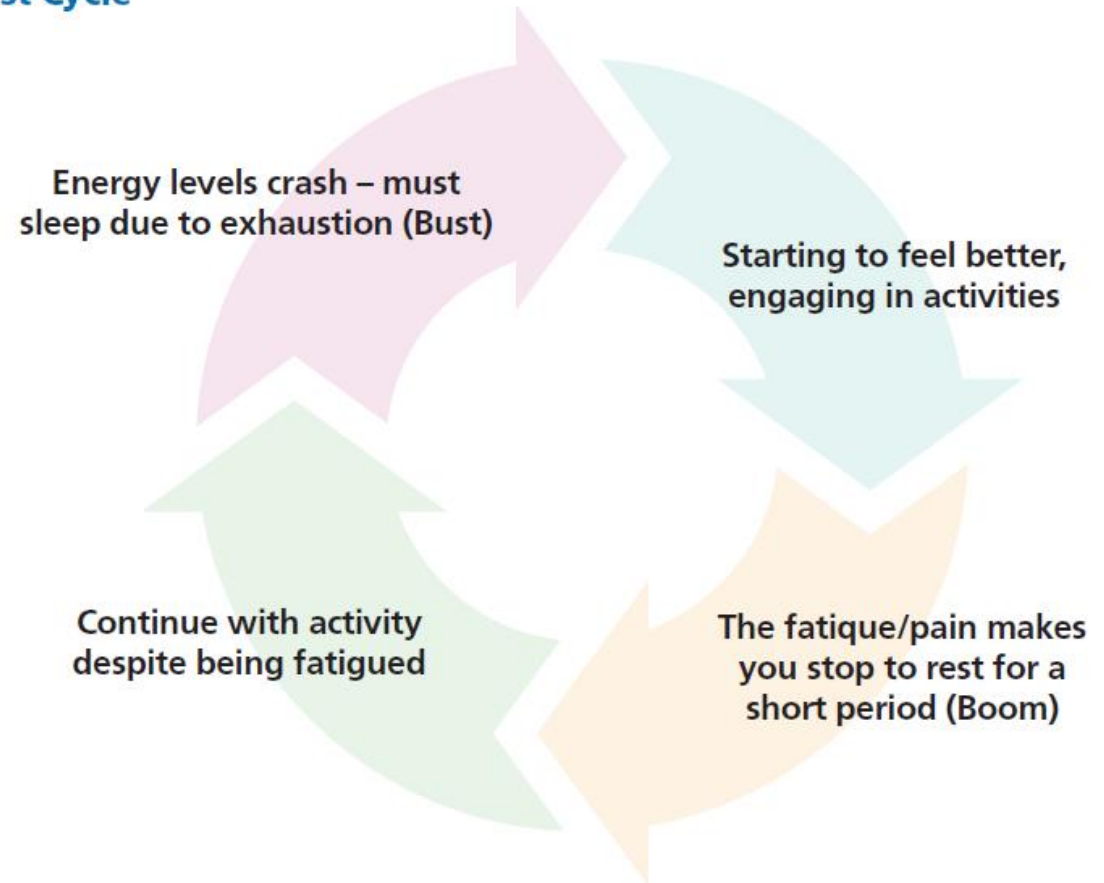 Cycle
Energy levels crash – must
sleep due to exhaustion (Bust)
Starting to feel better,
engaging in activities
Continue with activity
despite being fatigued
The fatique/pain makes
you stop to rest for a
short period (Boom)